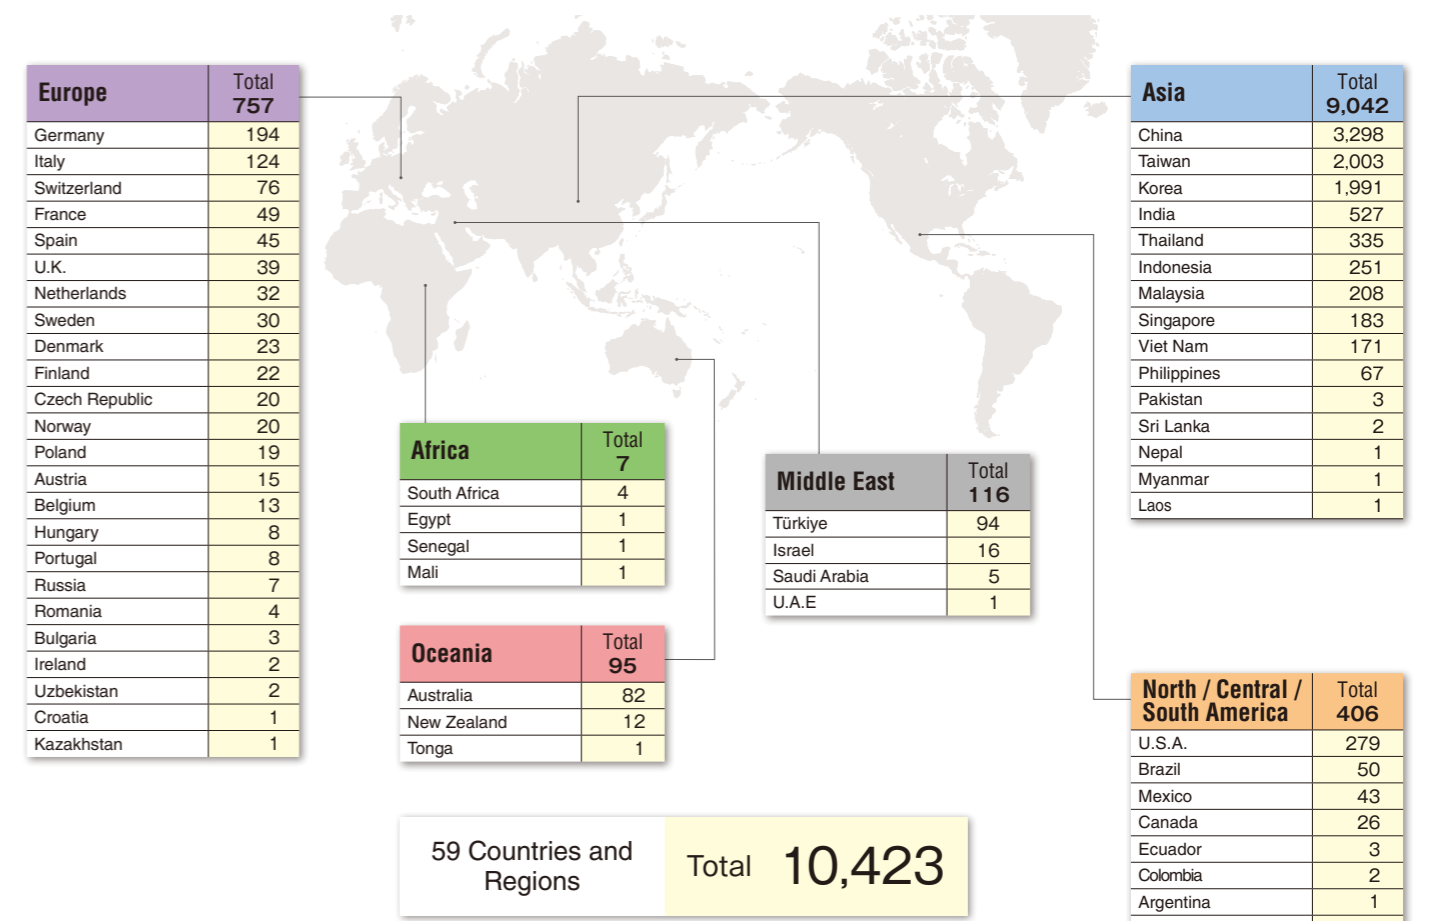 Europe Total 757
Germany 194
Italy 124
Switzerland 76
France 49
Spain 45
U.K. 39
Netherlands 32
Sweden 30
Denmark 23
Finland 22
Czech Republic 20
Norway 20
Poland 19
Austria 15
Belgium 13
Hungary 8
Portugal 8
Russia 7
Romania 4
Bulgaria 3
Ireland 2
Uzbekistan 2
Croatia 1
Kazakhstan 1
Africa Total 7
South Africa 4
Egypt 1
Senegal 1
Mali 1
Oceania Total 95
Australia 82
New Zealand 12
Tonga 1
Middle East Total 116
Türkiye 94
Israel 16
Saudi Arabia 5
U.A.E 1
Asia Total 9,042
China 3,298
Taiwan 2,003
Korea 1,991
India 527
Thailand 335
Indonesia 251
Malaysia 208
Singapore 183
Viet Nam 171
Philippines 67
Pakistan 3
Sri Lanka 2
Nepal 1
Myanmar 1
Laos 1
North / Central /
South America Total 406
U.S.A. 279
Brazil 50
Mexico 43
Canada 26
Ecuador 3
Colombia 2
Argentina 1
59 Countries and
Regions Total 10,423